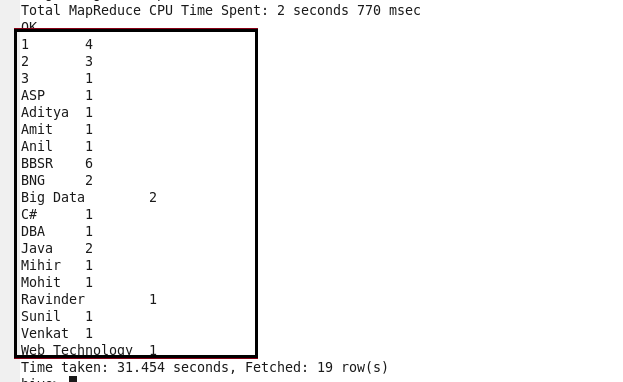 Total MapReduce CPU Time Spent: 2 seconds 770 msec
OK
1 4
2 3
3 1
ASP 1
Aditya 1
Amit 1
Anil 1
BBSR 6
BNG 2
Big Data 2
C# 1
DBA 1
Java 2
Mihir 1
Mohit 1
Ravinder 1
Sunil 1
Venkat 1
Web Technology 1
Time taken: 31.454 seconds, Fetched: 19 row(s)
hive>